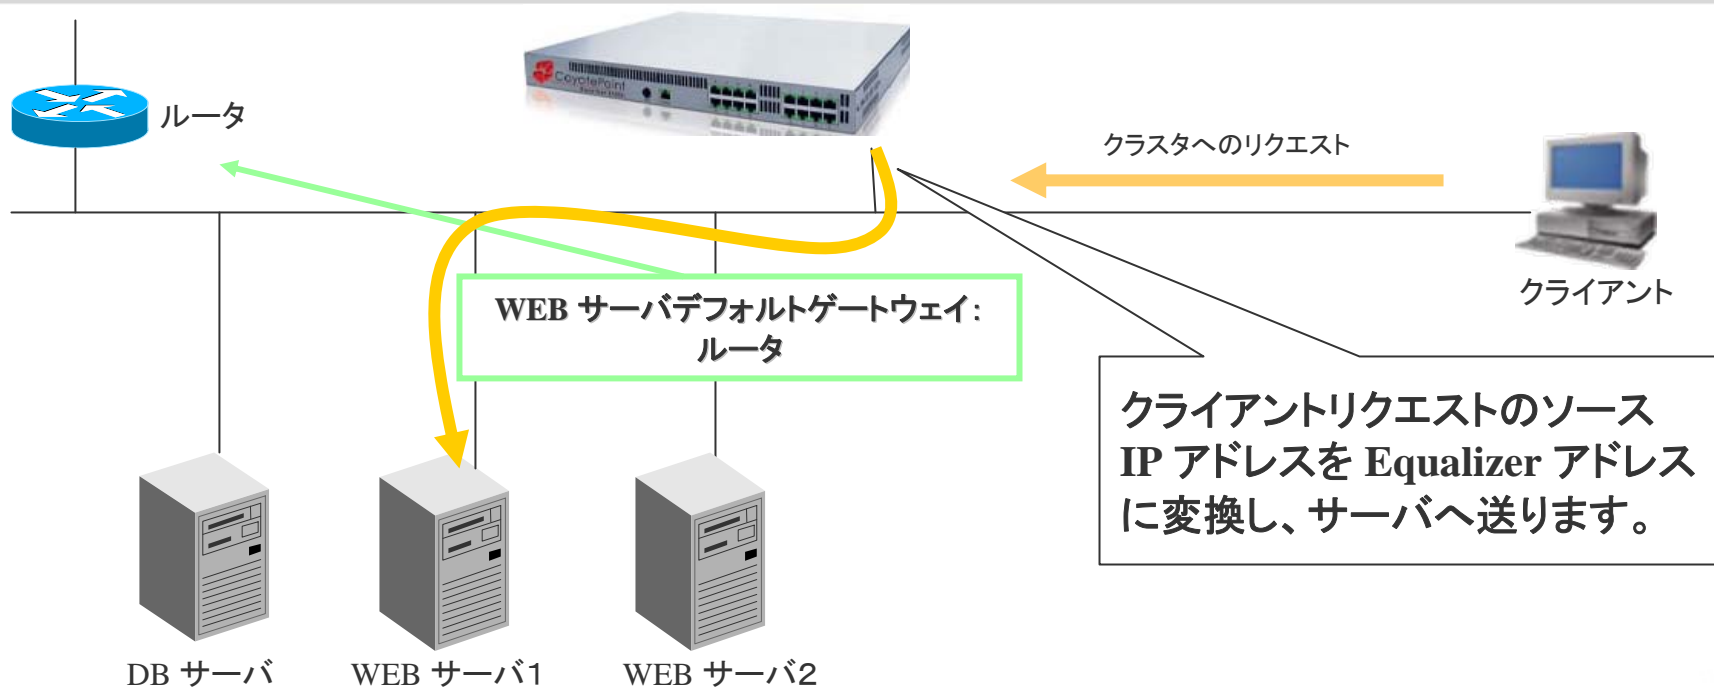 CoyotePoint
ルータ
クラスタへのリクエスト
クライアント
WEB サーバデフォルトゲートウェイ：
ルータ
クライアントリクエストのソース
IP アドレスを Equalizer アドレス
に変換し、サーバへ送ります。
DB サーバ
WEB サーバ1
WEB サーバ2